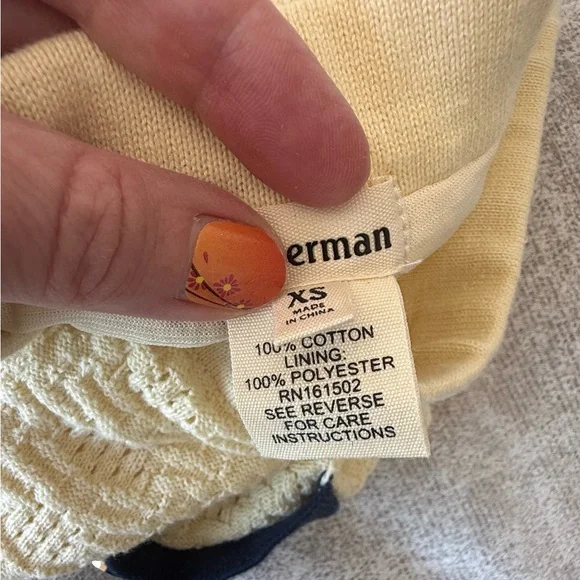 erman
XS
MADE
IN CHINA
100% COTTON
LINING:
100% POLYESTER
RN161502
SEE REVERSE
FOR CARE
INSTRUCTIONS